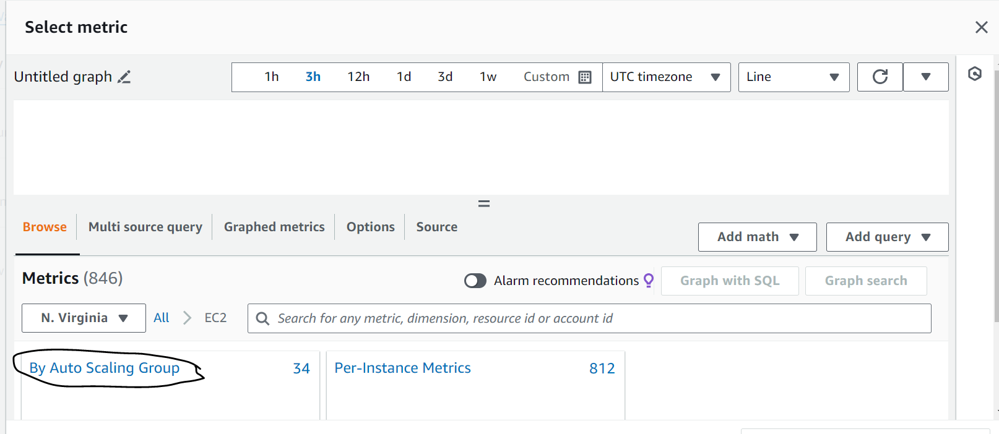 Select metric
Untitled graph
1h 3h 12h 1d 3d 1w Custom UTC timezone Line
Browse Multi source query Graphed metrics Options Source
Add math Add query
Metrics (846)
Alarm recommendations Graph with SQL Graph search
N. Virginia All EC2 Search for any metric, dimension, resource id or account id
By Auto Scaling Group 34 Per-Instance Metrics 812